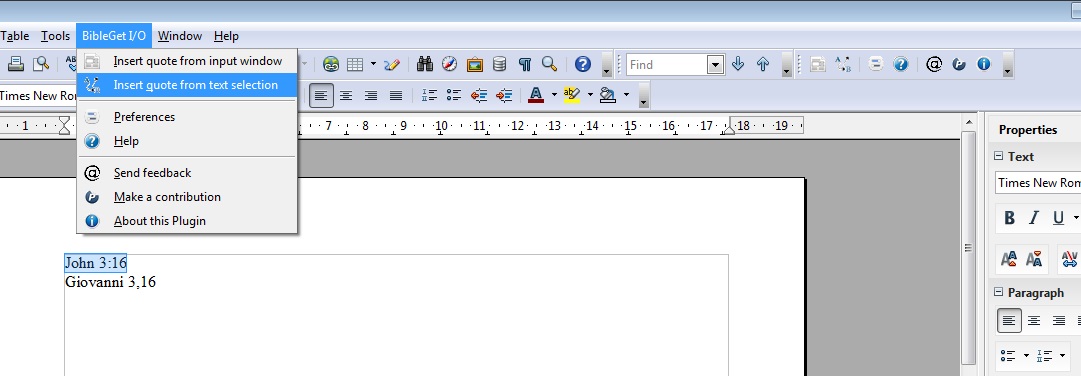 Table Tools BibleGet I/O Window Help
Insert quote from input window
Find
Insert quote from text selection
Times New Ro
Preferences
Help
Send feedback
Make a contribution
About this Plugin
1 7 8 9 10 11 12 13 14 15 16 17 18 19
John 3:16
Giovanni 3,16
Properties
Text
Times New Rom
B I U
Paragraph